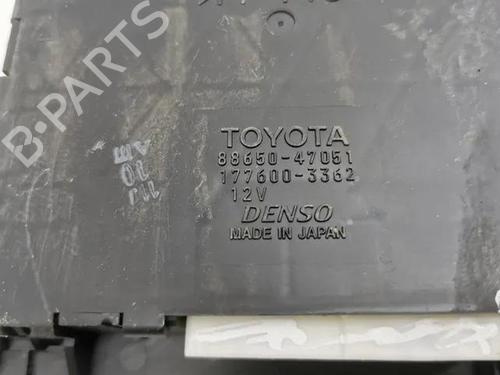 B-PARTS
TOYOTA
88650-47051
177600-3362
12V
DENSO
MADE IN JAPAN